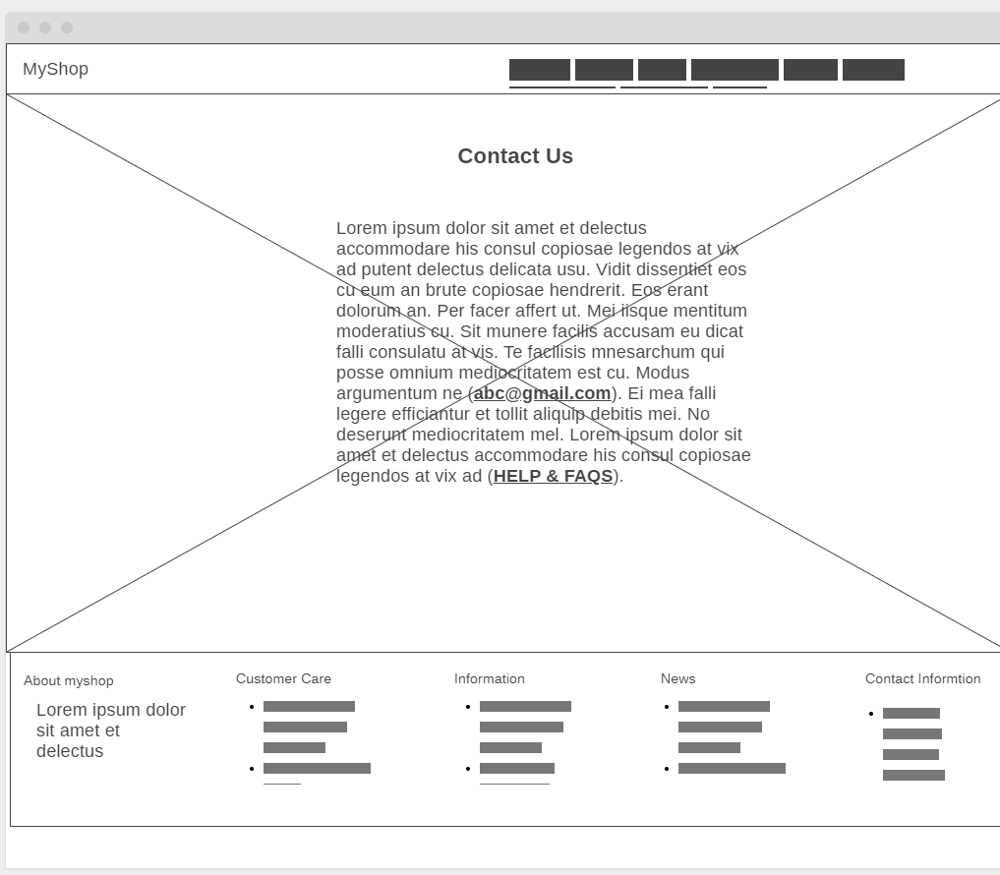 MyShop
Contact Us
Lorem ipsum dolor sit amet et delectus
accommodare his consul copiosae legendos at vix
ad putent delectus delicata usu. Vidit dissentiet eos
cu eum an brute copiosae hendrerit. Eos erant
dolorum an. Per facer affert ut. Mei iisque mentitum
moderatius cu. Sit munere facilis accusam eu dicat
falli consulatu at vis. Te facilisis mnesarchum qui
posse omnium mediocritatem est cu. Modus
argumentum ne (abc@gmail.com). Ei mea falli
legere efficiantur et tollit aliquip debitis mei. No
deserunt mediocritatem mel. Lorem ipsum dolor sit
amet et delectus accommodare his consul copiosae
legendos at vix ad (HELP & FAQS).
About myshop
Lorem ipsum dolor
sit amet et
delectus
Customer Care
Information
News
Contact Informtion